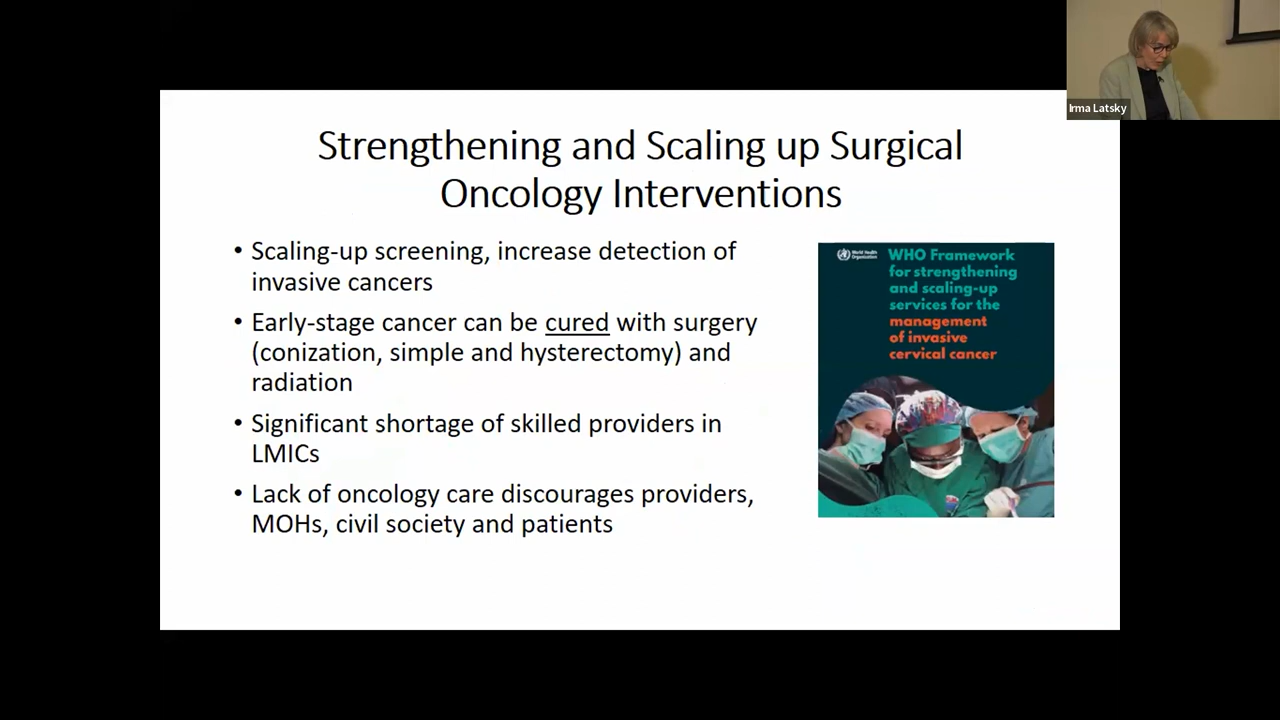 Irma Latsky
Strengthening and Scaling up Surgical
Oncology Interventions
• Scaling-up screening, increase detection of
invasive cancers
• Early-stage cancer can be cured with surgery
(conization, simple and hysterectomy) and
radiation
• Significant shortage of skilled providers in
LMICs
• Lack of oncology care discourages providers,
MOHs, civil society and patients
World Health
Organization
WHO Framework
for strengthening
and scaling-up
services for the
management
of invasive
cervical cancer